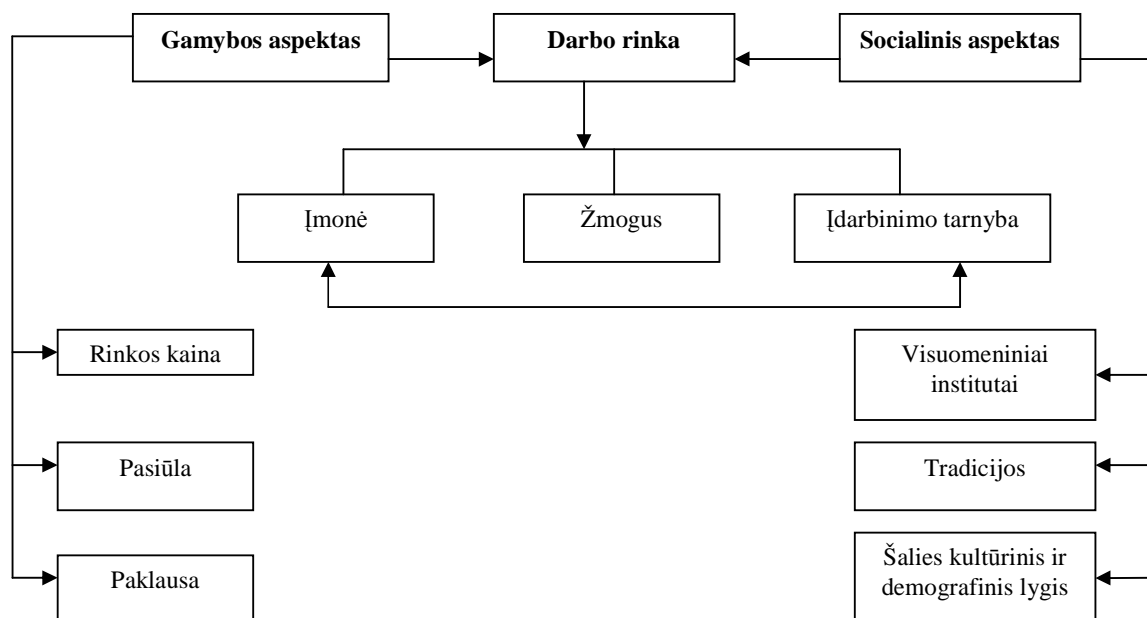 Gamybos aspektas
Darbo rinka
Socialinis aspektas
Įmonė
Žmogus
Įdarbinimo tarnyba
Rinkos kaina
Visuomeniniai
institutai
Pasiūla
Tradicijos
Paklausa
Šalies kultūrinis ir
demografinis lygis